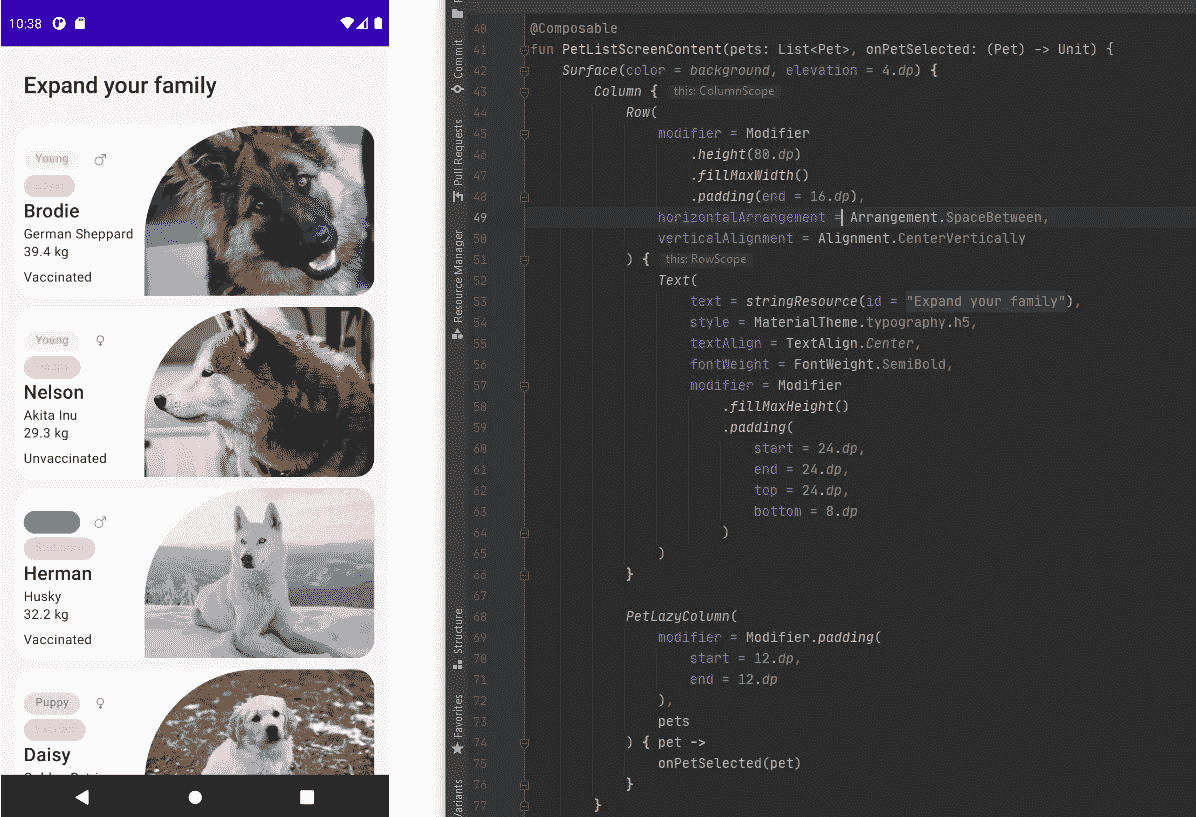 10:38
Expand your family
Young
Brodie
German Sheppard
39.4 kg
Vaccinated
Young
Nelson
Akita Inu
29.3 kg
Unvaccinated
Herman
Husky
32.2 kg
Vaccinated
Puppy
Daisy
Commit
Pull Requests
Resource Manager
Structure
Favorites
40 @Composable
41 fun PetListScreenContent(pets: List<Pet>, onPetSelected: (Pet) -> Unit) {
42 Surface(color = background, elevation = 4.dp) {
43 Column { this: ColumnScope
44 Row(
45 modifier = Modifier
46 .height(80.dp)
47 .fillMaxWidth()
48 .padding(end = 16.dp),
49 horizontalArrangement = Arrangement.SpaceBetween,
50 verticalAlignment = Alignment.CenterVertically
51 ) { this: RowScope
52 Text(
53 text = stringResource(id = "Expand your family"),
54 style = MaterialTheme.typography.h5,
55 textAlign = TextAlign.Center,
56 fontWeight = FontWeight.SemiBold,
57 modifier = Modifier
58 .fillMaxHeight()
59 .padding(
60 start = 24.dp,
61 end = 24.dp,
62 top = 24.dp,
63 bottom = 8.dp
64 )
65 )
66 }
67
68 PetLazyColumn(
69 modifier = Modifier.padding(
70 start = 12.dp,
71 end = 12.dp
72 ),
73 pets
74 ) { pet ->
75 onPetSelected(pet)
76 }
77 }